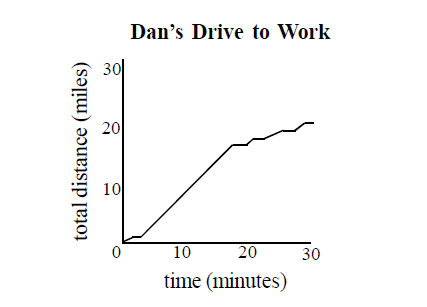 Dan's Drive to Work
total distance (miles)
30
20
10
0 10 20 30
time (minutes)